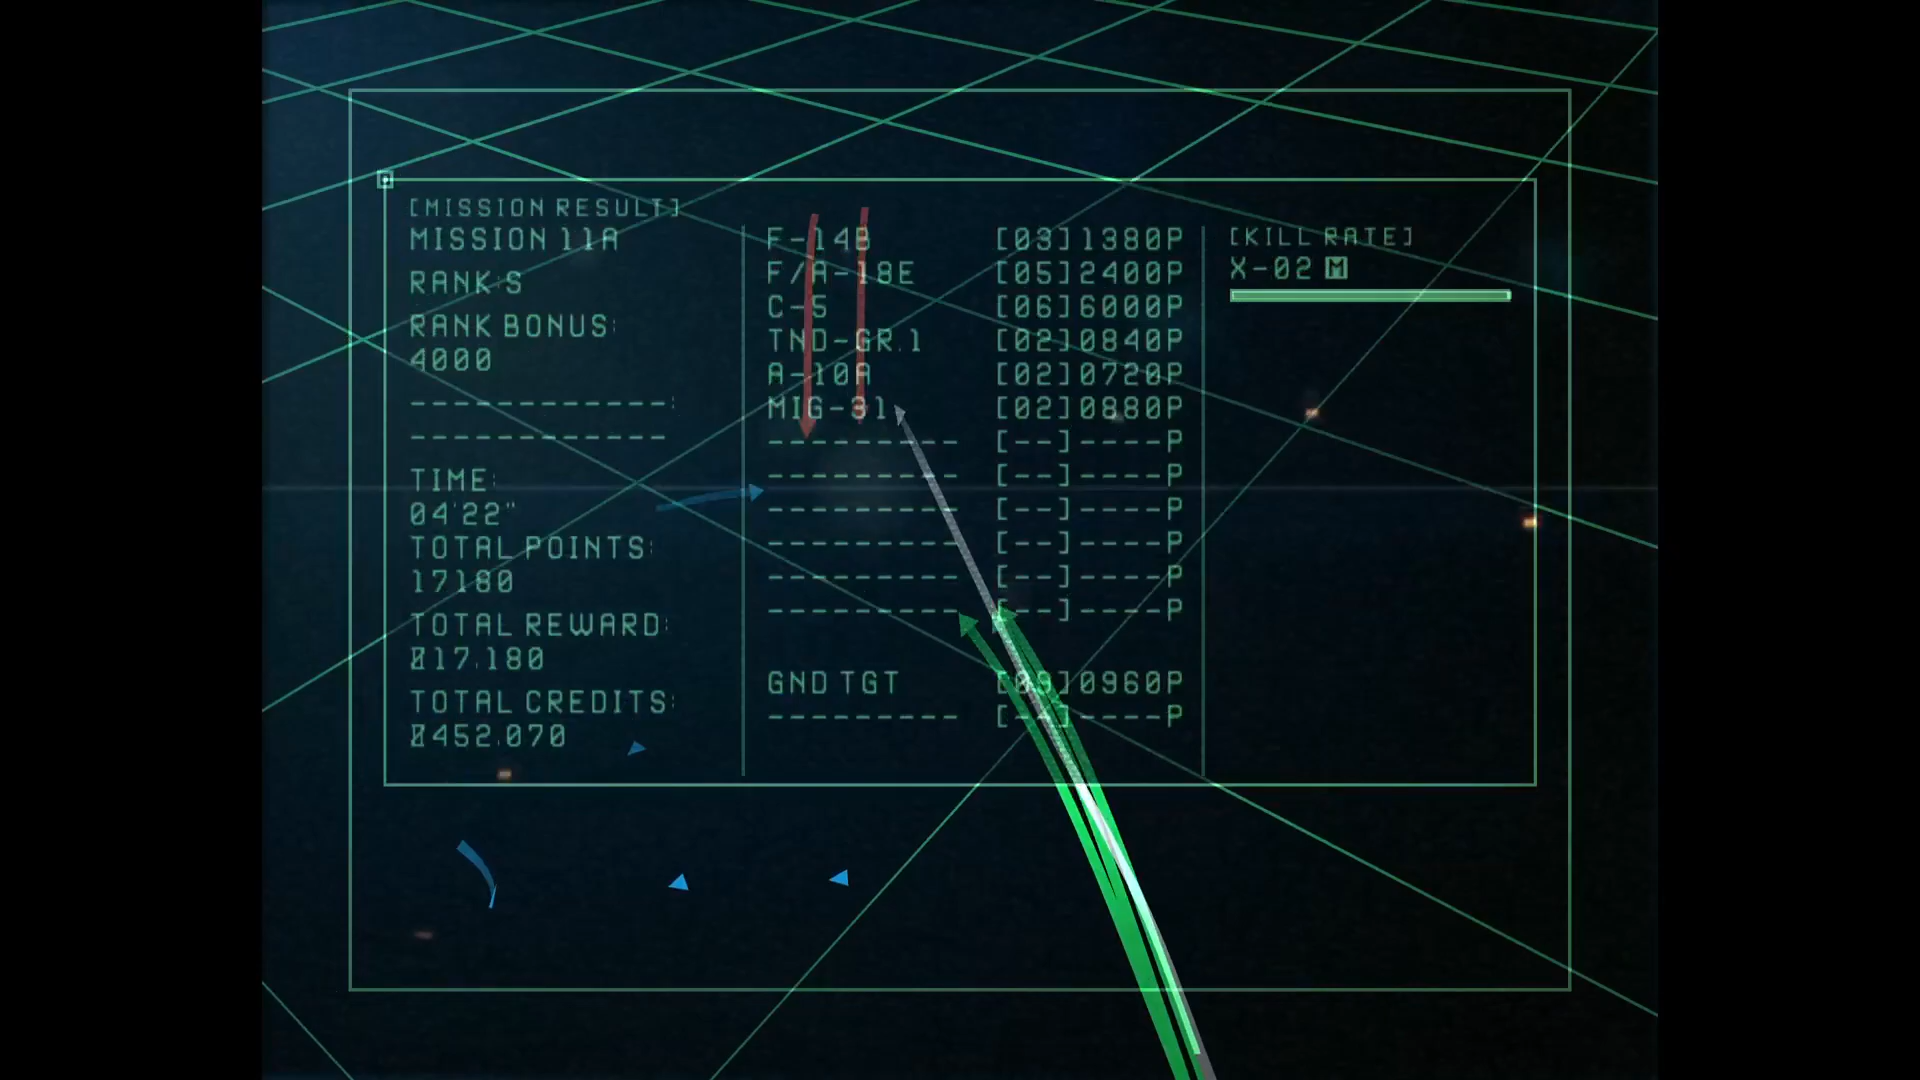 [MISSION RESULT]
MISSION 11A
RANK:S
RANK BONUS:
4000
------------:
------------
TIME:
04'22"
TOTAL POINTS:
17180
TOTAL REWARD:
17.180
TOTAL CREDITS:
452.070
F-14B [03]1380P
F/A-18E [05]2400P
C-5 [06]6000P
TND-GR.1 [02]0840P
A-10A [02]0720P
MIG-31 [02]0880P
--------- [--]----P
--------- [--]----P
--------- [--]----P
--------- [--]----P
--------- [--]----P
--------- [--]----P
GND TGT 0960P
--------- [--]----P
[KILL RATE]
X-02 M